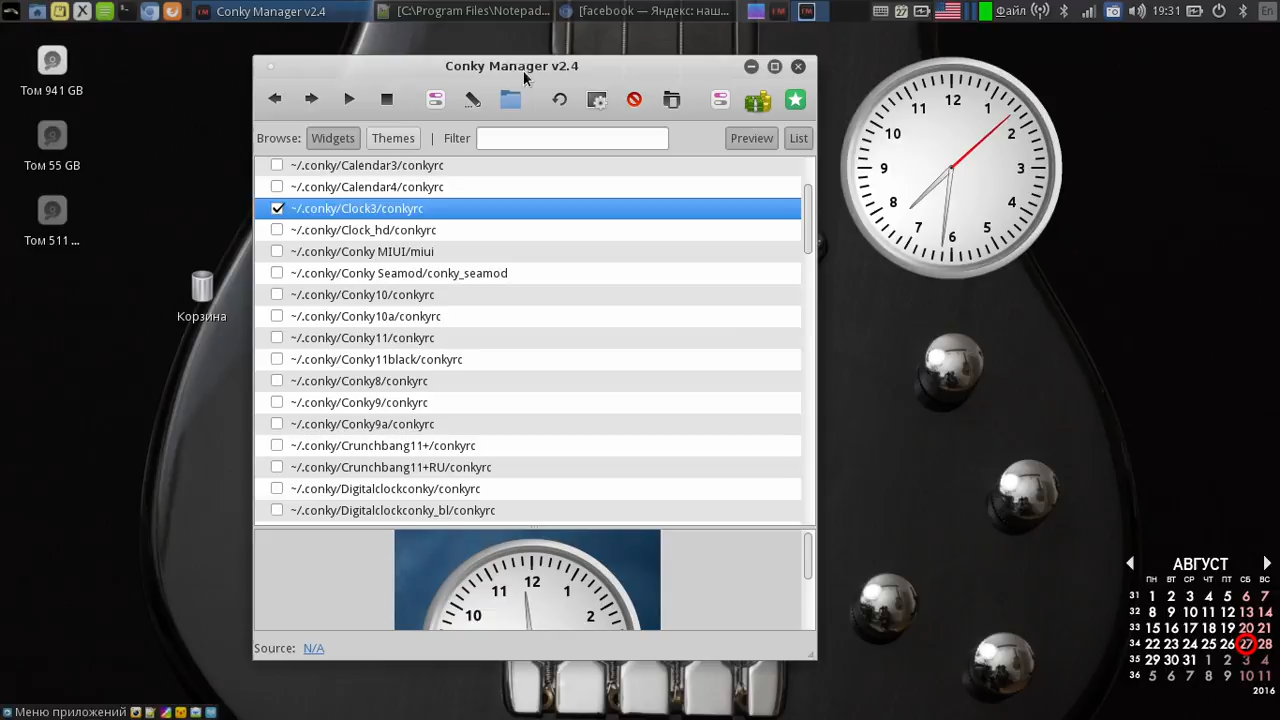 Conky Manager v2.4
[C:\Program Files\Notepad...
[facebook — Яндекс: наш...
27
Файл
19:31
En
Том 941 GB
Том 55 GB
Том 511 ...
Корзина
Conky Manager v2.4
Browse: Widgets Themes | Filter Preview List
~/.conky/Calendar3/conkyrc
~/.conky/Calendar4/conkyrc
~/.conky/Clock3/conkyrc
~/.conky/Clock_hd/conkyrc
~/.conky/Conky MIUI/miui
~/.conky/Conky Seamod/conky_seamod
~/.conky/Conky10/conkyrc
~/.conky/Conky10a/conkyrc
~/.conky/Conky11/conkyrc
~/.conky/Conky11black/conkyrc
~/.conky/Conky8/conkyrc
~/.conky/Conky9/conkyrc
~/.conky/Conky9a/conkyrc
~/.conky/Crunchbang11+/conkyrc
~/.conky/Crunchbang11+RU/conkyrc
~/.conky/Digitalclockconky/conkyrc
~/.conky/Digitalclockconky_bl/conkyrc
12
11 1
10 2
Source: N/A
12
11 1
10 2
9 3
8 4
7 5
6
АВГУСТ
ПН ВТ СР ЧТ ПТ СБ ВС
31 1 2 3 4 5 6 7
32 8 9 10 11 12 13 14
33 15 16 17 18 19 20 21
34 22 23 24 25 26 27 28
35 29 30 31 1 2 3 4
36 5 6 7 8 9 10 11
2016
Меню приложений